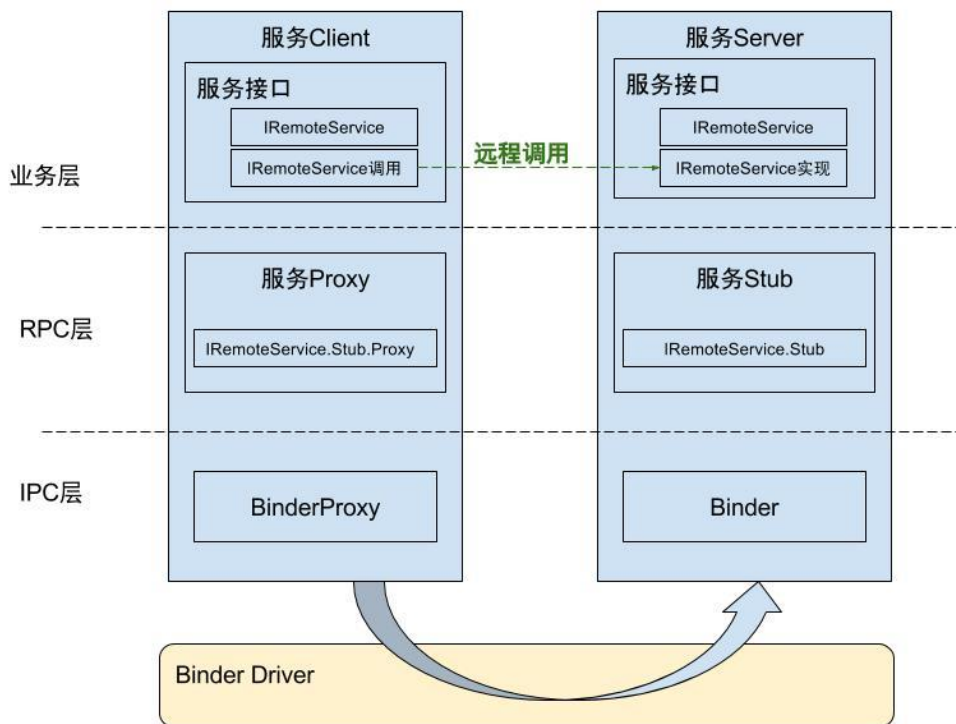 服务Client
服务Server
服务接口
服务接口
IRemoteService
IRemoteService
业务层
IRemoteService调用
远程调用
IRemoteService实现
服务Proxy
服务Stub
RPC层
IRemoteService.Stub.Proxy
IRemoteService.Stub
IPC层
BinderProxy
Binder
Binder Driver